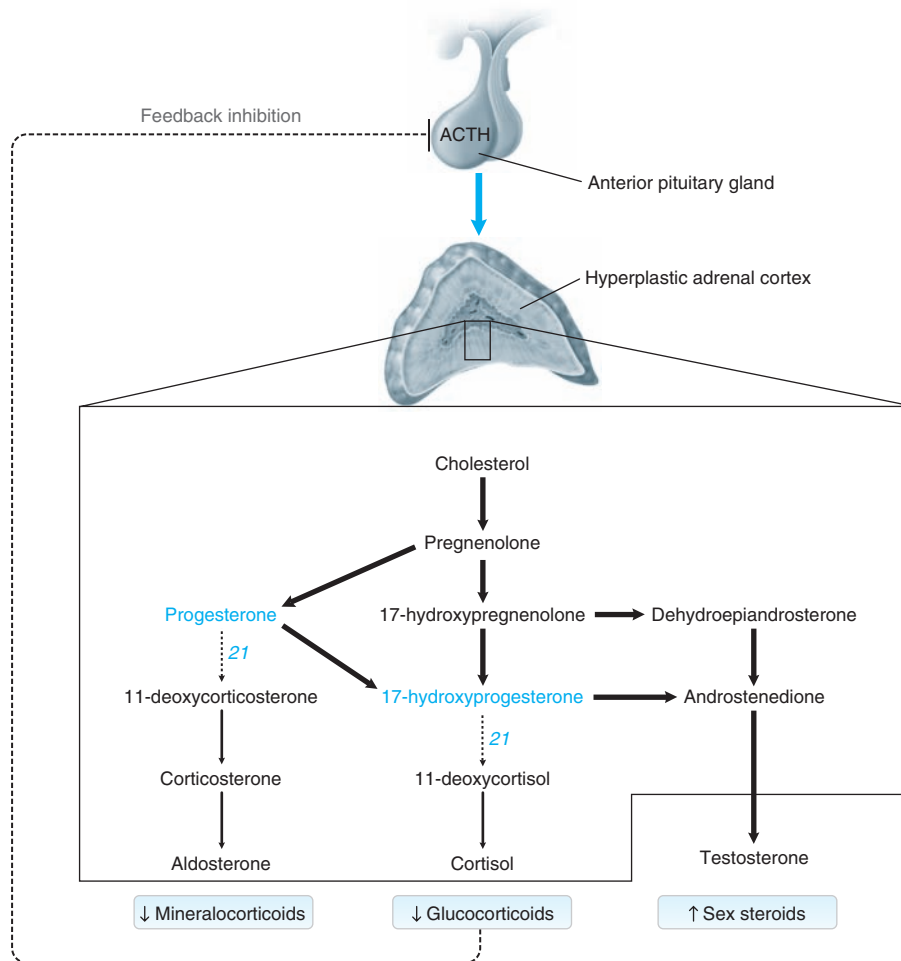 Feedback inhibition
ACTH
Anterior pituitary gland
Hyperplastic adrenal cortex
Cholesterol
Pregnenolone
Progesterone
17-hydroxypregnenolone
Dehydroepiandrosterone
21
11-deoxycorticosterone
17-hydroxyprogesterone
Androstenedione
21
Corticosterone
11-deoxycortisol
Aldosterone
Cortisol
Testosterone
↓ Mineralocorticoids
↓ Glucocorticoids
↑ Sex steroids